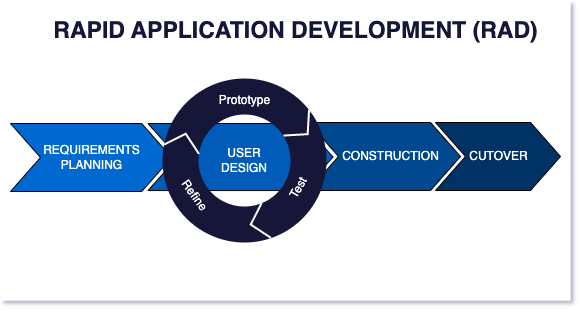 RAPID APPLICATION DEVELOPMENT (RAD)
Prototype
REQUIREMENTS
PLANNING
USER
DESIGN
CONSTRUCTION
CUTOVER
Refine
Test